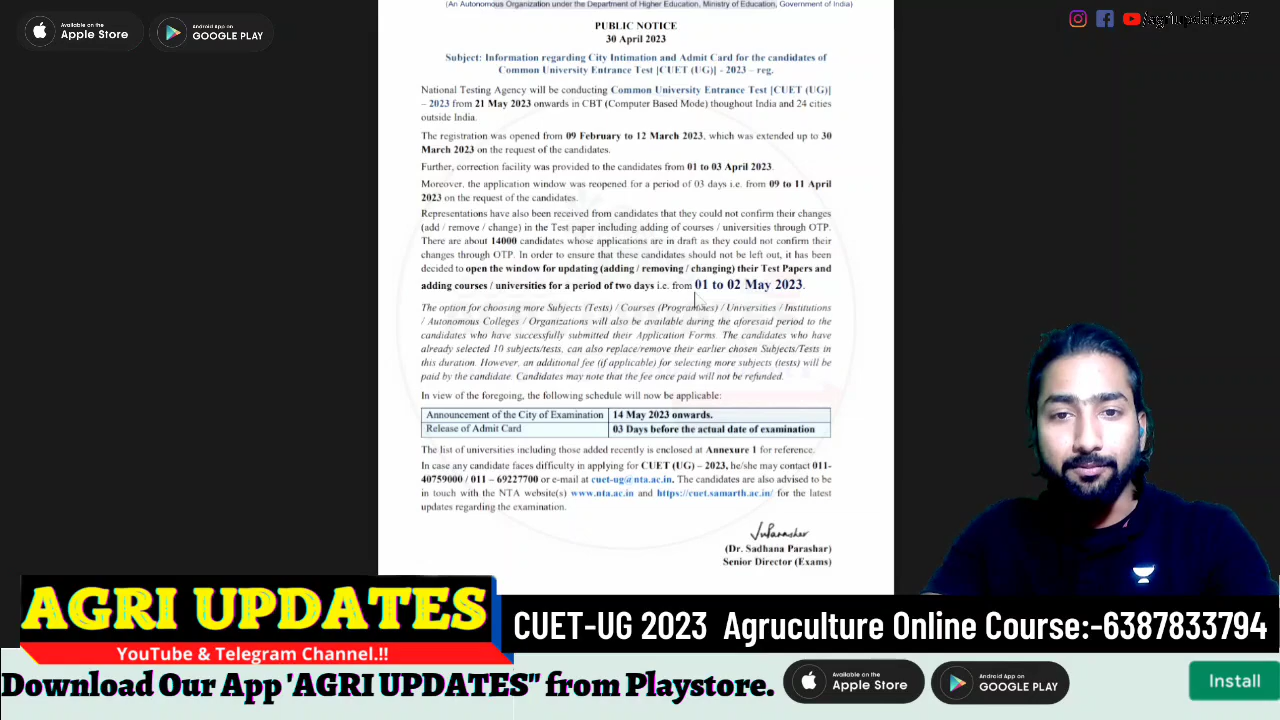 (An Autonomous Organization under the Department of Higher Education, Ministry of Education, Government of India)
Available on the
Apple Store
Android App on
GOOGLE PLAY
PUBLIC NOTICE
30 April 2023
Subject: Information regarding City Intimation and Admit Card for the candidates of
Common University Entrance Test [CUET (UG)] - 2023 – reg.
National Testing Agency will be conducting Common University Entrance Test [CUET (UG)]
– 2023 from 21 May 2023 onwards in CBT (Computer Based Mode) thoughout India and 24 cities
outside India.
The registration was opened from 09 February to 12 March 2023, which was extended up to 30
March 2023 on the request of the candidates.
Further, correction facility was provided to the candidates from 01 to 03 April 2023.
Moreover, the application window was reopened for a period of 03 days i.e. from 09 to 11 April
2023 on the request of the candidates.
Representations have also been received from candidates that they could not confirm their changes
(add / remove / change) in the Test paper including adding of courses / universities through OTP.
There are about 14000 candidates whose applications are in draft as they could not confirm their
changes through OTP. In order to ensure that these candidates should not be left out, it has been
decided to open the window for updating (adding / removing / changing) their Test Papers and
adding courses / universities for a period of two days i.e. from 01 to 02 May 2023.
The option for choosing more Subjects (Tests) / Courses (Programmes) / Universities / Institutions
/ Autonomous Colleges / Organizations will also be available during the aforesaid period to the
candidates who have successfully submitted their Application Forms. The candidates who have
already selected 10 subjects/tests, can also replace/remove their earlier chosen Subjects/Tests in
this duration. However, an additional fee (if applicable) for selecting more subjects (tests) will be
paid by the candidate. Candidates may note that the fee once paid will not be refunded.
In view of the foregoing, the following schedule will now be applicable:
Announcement of the City of Examination 14 May 2023 onwards.
Release of Admit Card 03 Days before the actual date of examination
The list of universities including those added recently is enclosed at Annexure 1 for reference.
In case any candidate faces difficulty in applying for CUET (UG) – 2023, he/she may contact 011-
40759000 / 011 – 69227700 or e-mail at cuet-ug@nta.ac.in. The candidates are also advised to be
in touch with the NTA website(s) www.nta.ac.in and https://cuet.samarth.ac.in/ for the latest
updates regarding the examination.
(Dr. Sadhana Parashar)
Senior Director (Exams)
AGRI UPDATES
YouTube & Telegram Channel.!!
CUET-UG 2023 Agruculture Online Course:-6387833794
Download Our App 'AGRI UPDATES" from Playstore.
Available on the
Apple Store
Android App on
GOOGLE PLAY
Install